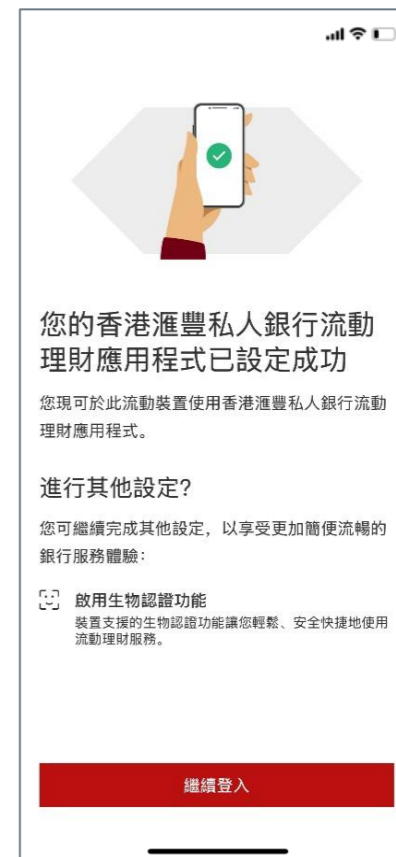 您的香港滙豐私人銀行流動
理財應用程式已設定成功
您現可於此流動裝置使用香港滙豐私人銀行流動
理財應用程式。
進行其他設定?
您可繼續完成其他設定，以享受更加簡便流暢的
銀行服務體驗：
啟用生物認證功能
裝置支援的生物認證功能讓您輕鬆、安全快捷地使用
流動理財服務。
繼續登入